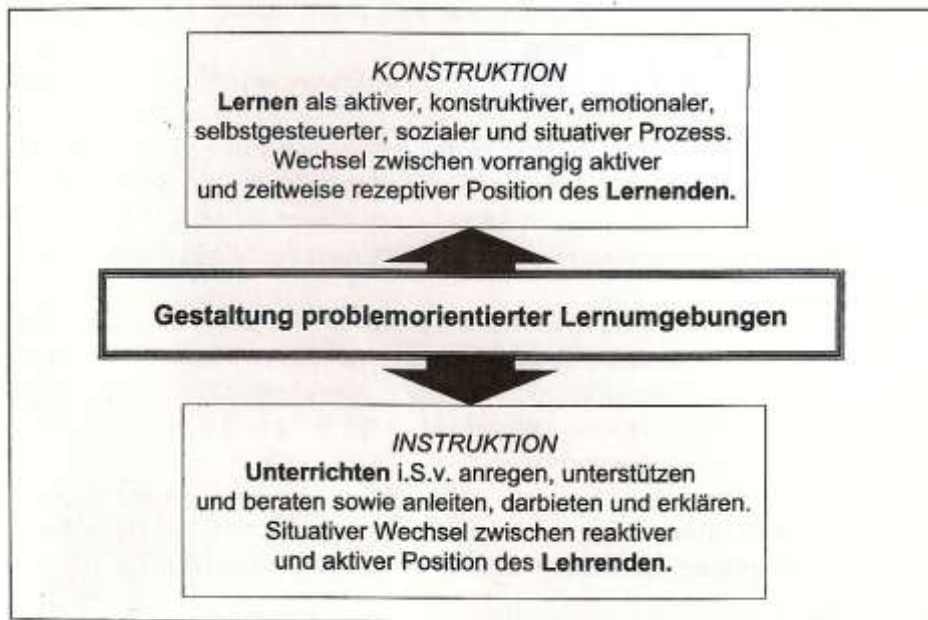 KONSTRUKTION
Lernen als aktiver, konstruktiver, emotionaler,
selbstgesteuerter, sozialer und situativer Prozess.
Wechsel zwischen vorrangig aktiver
und zeitweise rezeptiver Position des Lernenden.
Gestaltung problemorientierter Lernumgebungen
INSTRUKTION
Unterrichten i.S.v. anregen, unterstützen
und beraten sowie anleiten, darbieten und erklären.
Situativer Wechsel zwischen reaktiver
und aktiver Position des Lehrenden.